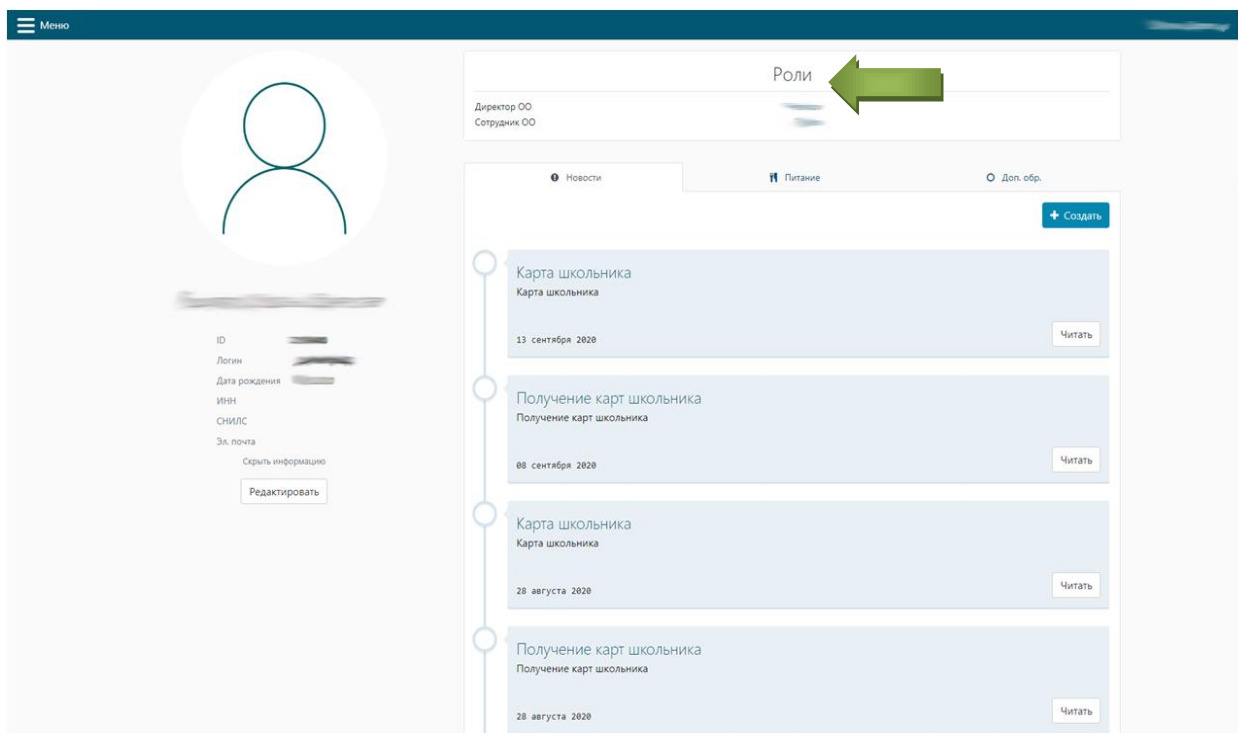 Меню
Роли
Директор ОО
Сотрудник ОО
Новости
Питание
Доп. обр.
Создать
Карта школьника
Карта школьника
13 сентября 2020
Читать
Получение карт школьника
Получение карт школьника
08 сентября 2020
Читать
Карта школьника
Карта школьника
28 августа 2020
Читать
Получение карт школьника
Получение карт школьника
28 августа 2020
Читать
ID
Логин
Дата рождения
ИНН
СНИЛС
Эл. почта
Скрыть информацию
Редактировать